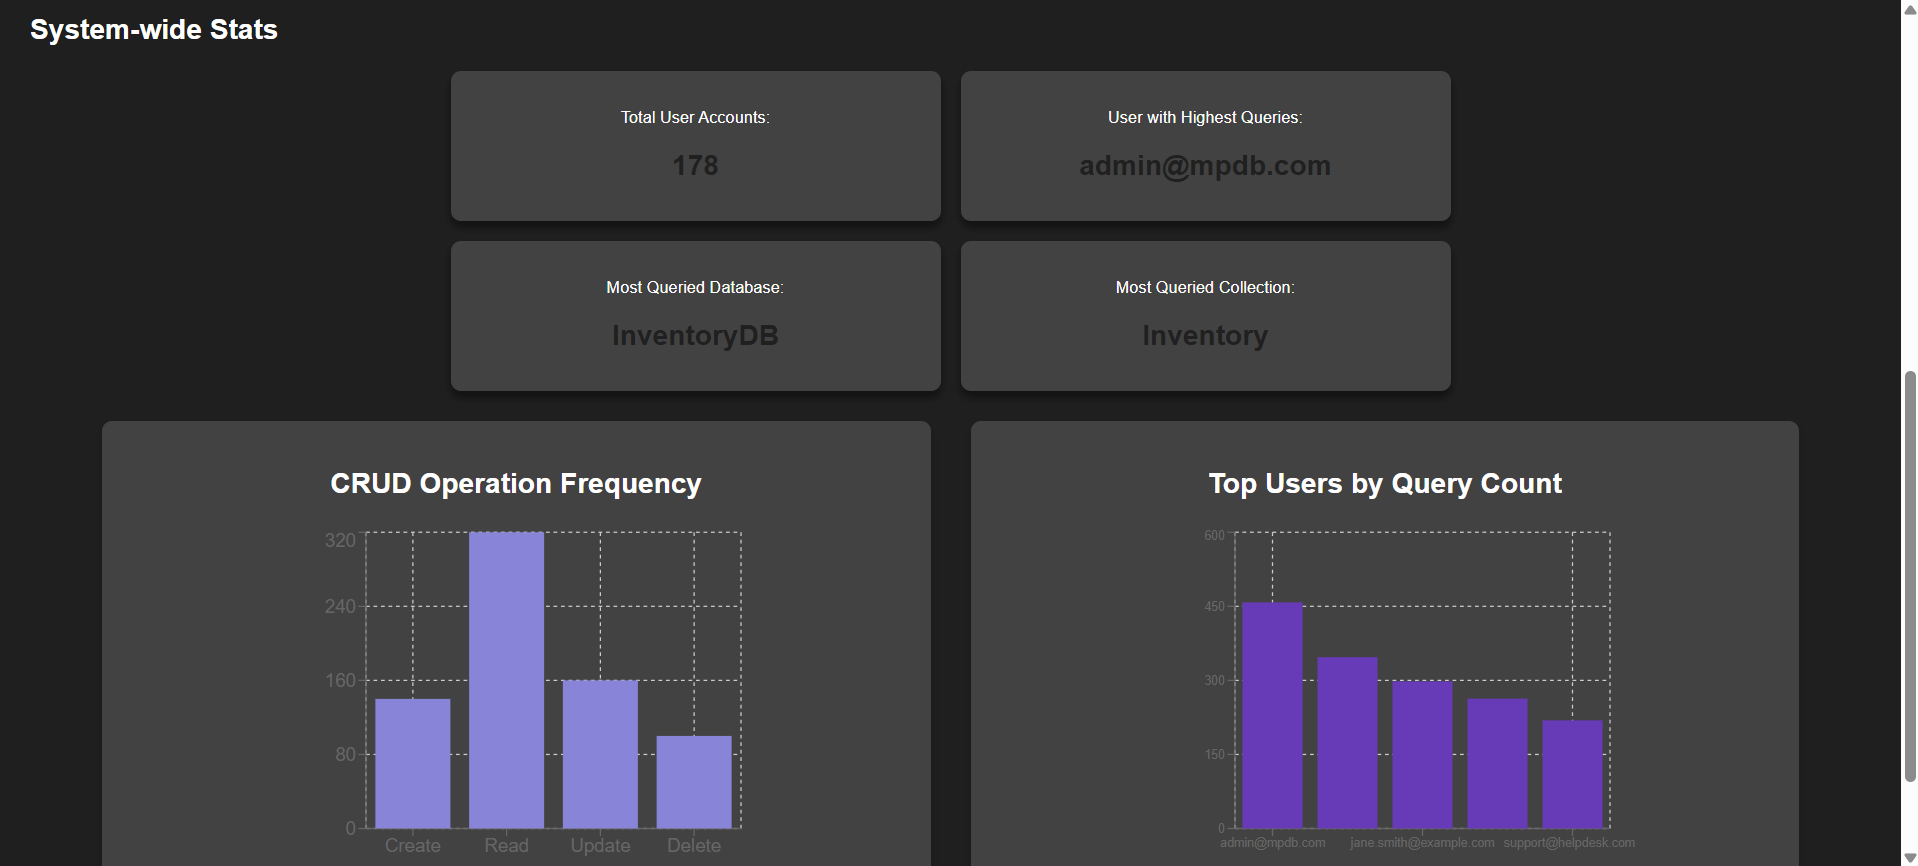 System-wide Stats
Total User Accounts:
178
User with Highest Queries:
admin@mpdb.com
Most Queried Database:
InventoryDB
Most Queried Collection:
Inventory
CRUD Operation Frequency
320
240
160
80
0
Create Read Update Delete
Top Users by Query Count
600
450
300
150
0
admin@mpdb.com jane.smith@example.com support@helpdesk.com